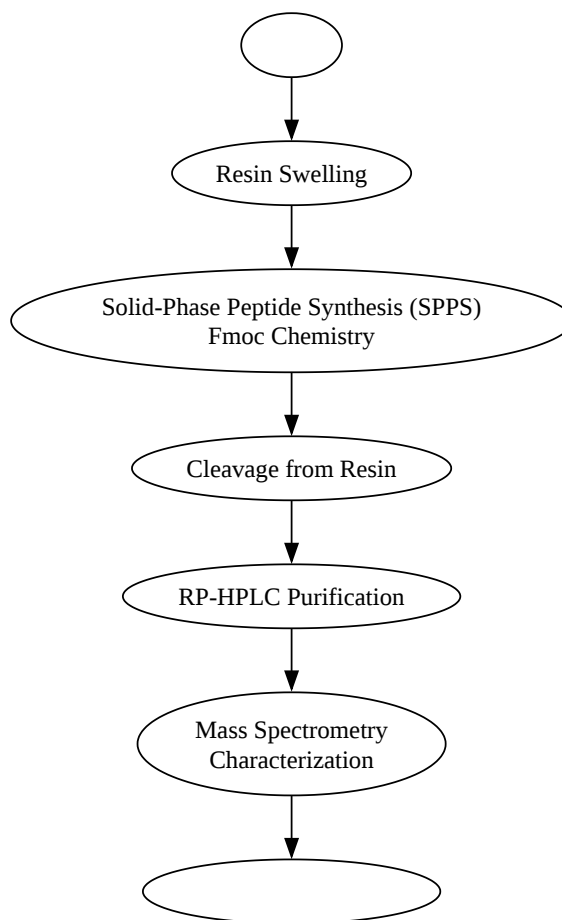 Resin Swelling
Solid-Phase Peptide Synthesis (SPPS)
Fmoc Chemistry
Cleavage from Resin
RP-HPLC Purification
Mass Spectrometry
Characterization